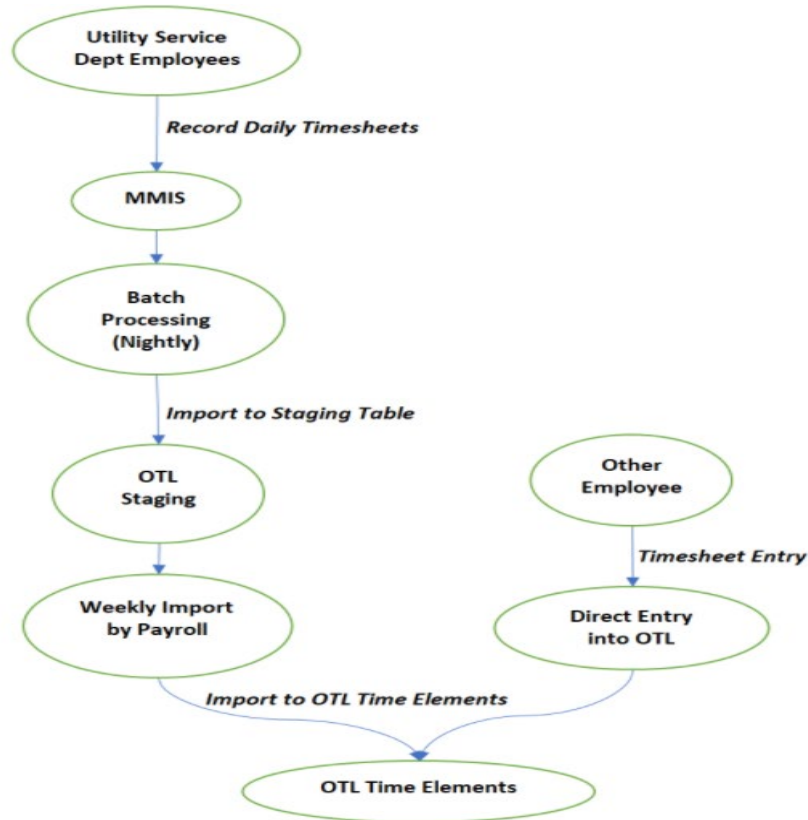 Utility Service
Dept Employees
Record Daily Timesheets
MMIS
Batch
Processing
(Nightly)
Import to Staging Table
OTL
Staging
Other
Employee
Timesheet Entry
Weekly Import
by Payroll
Direct Entry
into OTL
Import to OTL Time Elements
OTL Time Elements